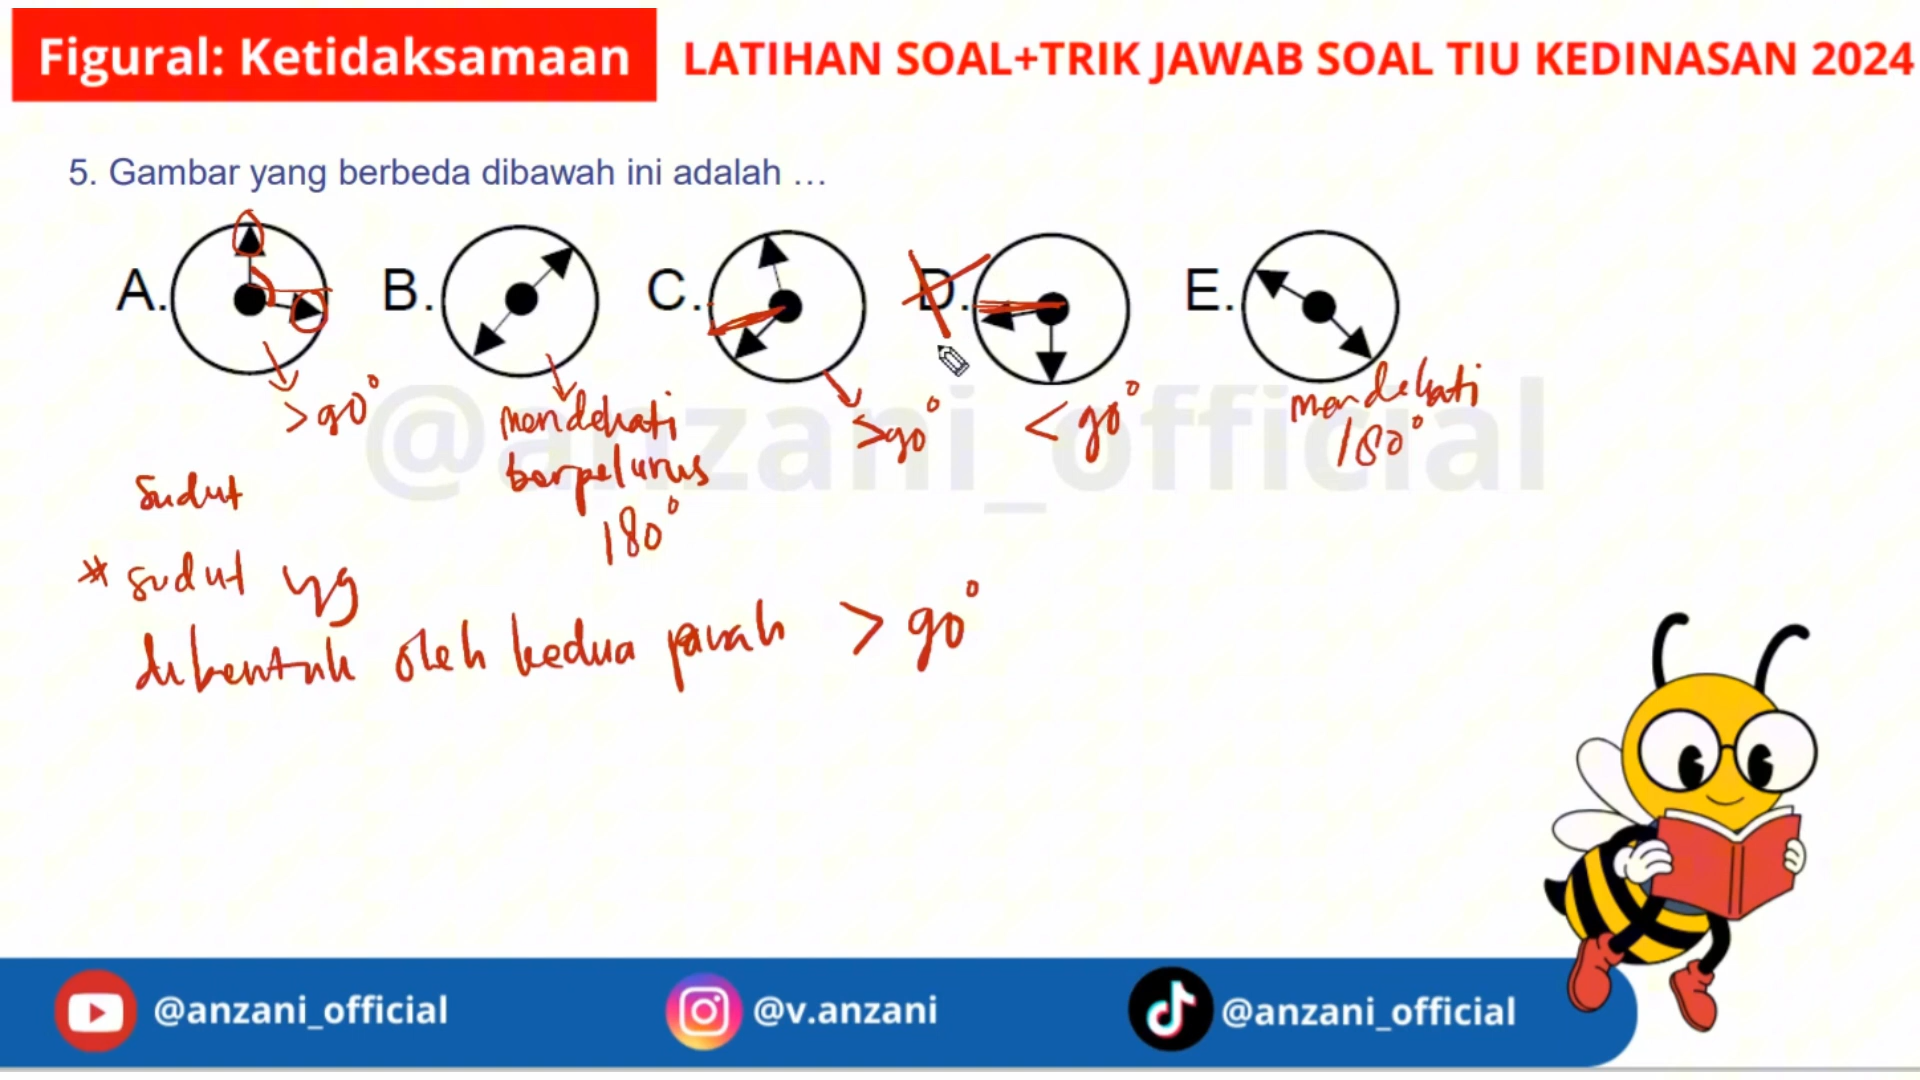 Figural: Ketidaksamaan
LATIHAN SOAL+TRIK JAWAB SOAL TIU KEDINASAN 2024
5. Gambar yang berbeda dibawah ini adalah …
A. B. C. D. E.
>90°
mendekati
berpelurus
180°
>90°
<90°
mendekati
180°
@anzani_official
Sudut
* sudut yg
dibentuk oleh kedua panah > 90°
@anzani_official
@v.anzani
@anzani_official